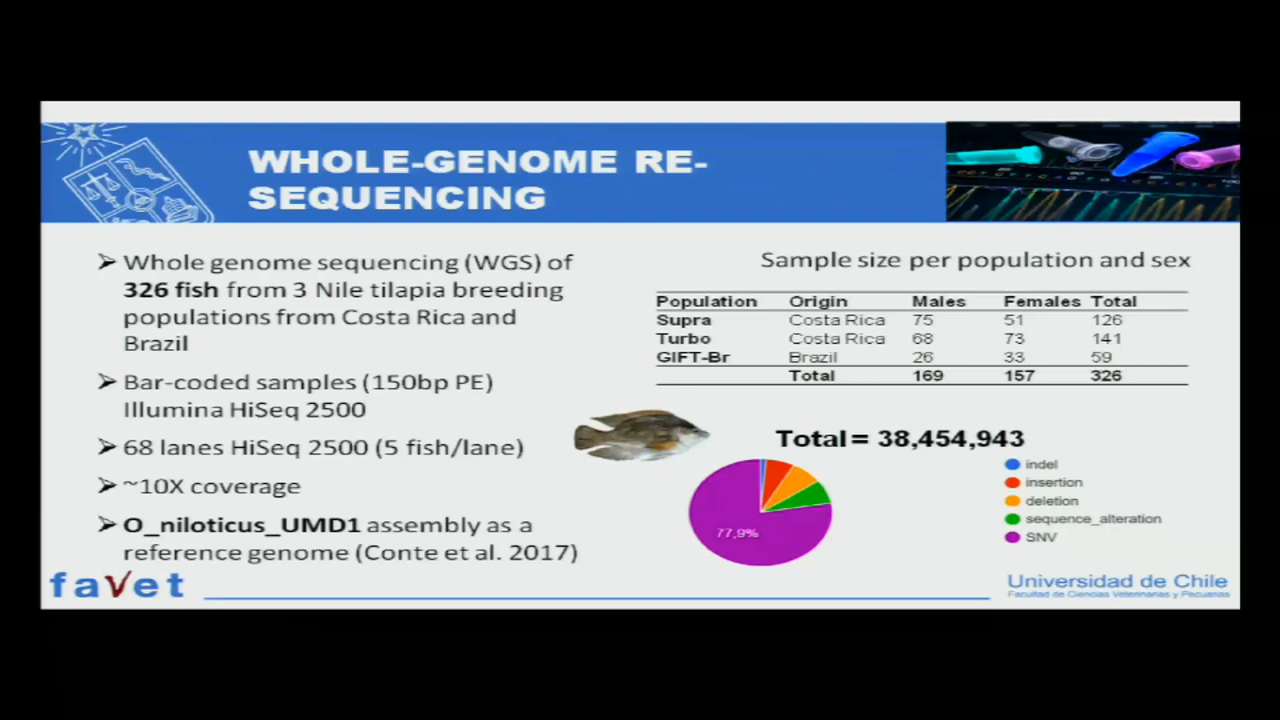 WHOLE-GENOME RE-
SEQUENCING
➢ Whole genome sequencing (WGS) of
326 fish from 3 Nile tilapia breeding
populations from Costa Rica and
Brazil
➢ Bar-coded samples (150bp PE)
Illumina HiSeq 2500
➢ 68 lanes HiSeq 2500 (5 fish/lane)
➢ ~10X coverage
➢ O_niloticus_UMD1 assembly as a
reference genome (Conte et al. 2017)
Sample size per population and sex
Population Origin Males Females Total
Supra Costa Rica 75 51 126
Turbo Costa Rica 68 73 141
GIFT-Br Brazil 26 33 59
Total 169 157 326
Total = 38,454,943
77,9%
indel
insertion
deletion
sequence_alteration
SNV
favet
Universidad de Chile
Facultad de Ciencias Veterinarias y Pecuarias